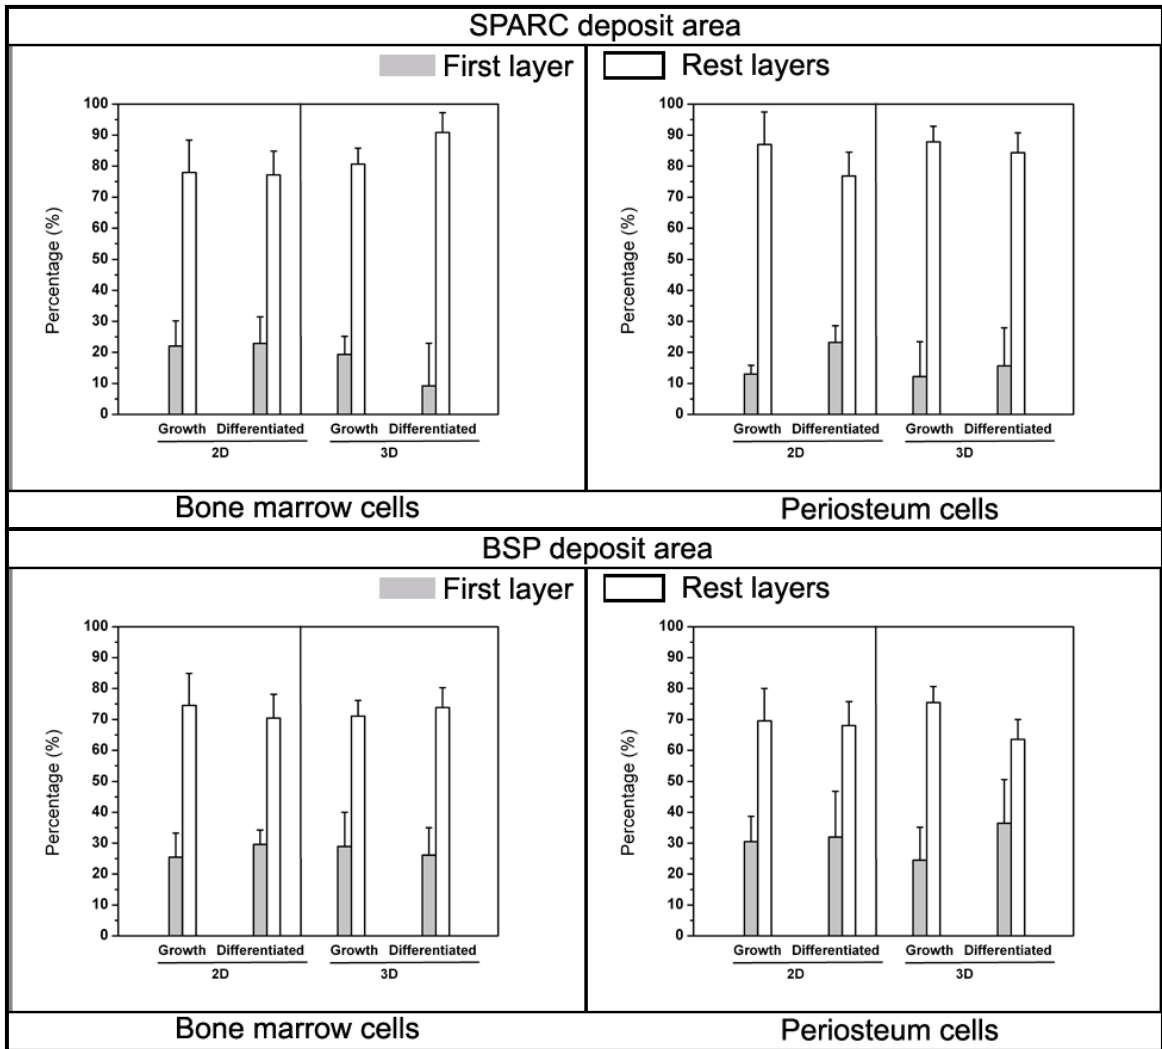 SPARC deposit area
First layer
Rest layers
Percentage (%)
100
90
80
70
60
50
40
30
20
10
0
Growth Differentiated Growth Differentiated
2D 3D
Percentage (%)
100
90
80
70
60
50
40
30
20
10
0
Growth Differentiated Growth Differentiated
2D 3D
Bone marrow cells
Periosteum cells
BSP deposit area
First layer
Rest layers
Percentage (%)
100
90
80
70
60
50
40
30
20
10
0
Growth Differentiated Growth Differentiated
2D 3D
Percentage (%)
100
90
80
70
60
50
40
30
20
10
0
Growth Differentiated Growth Differentiated
2D 3D
Bone marrow cells
Periosteum cells